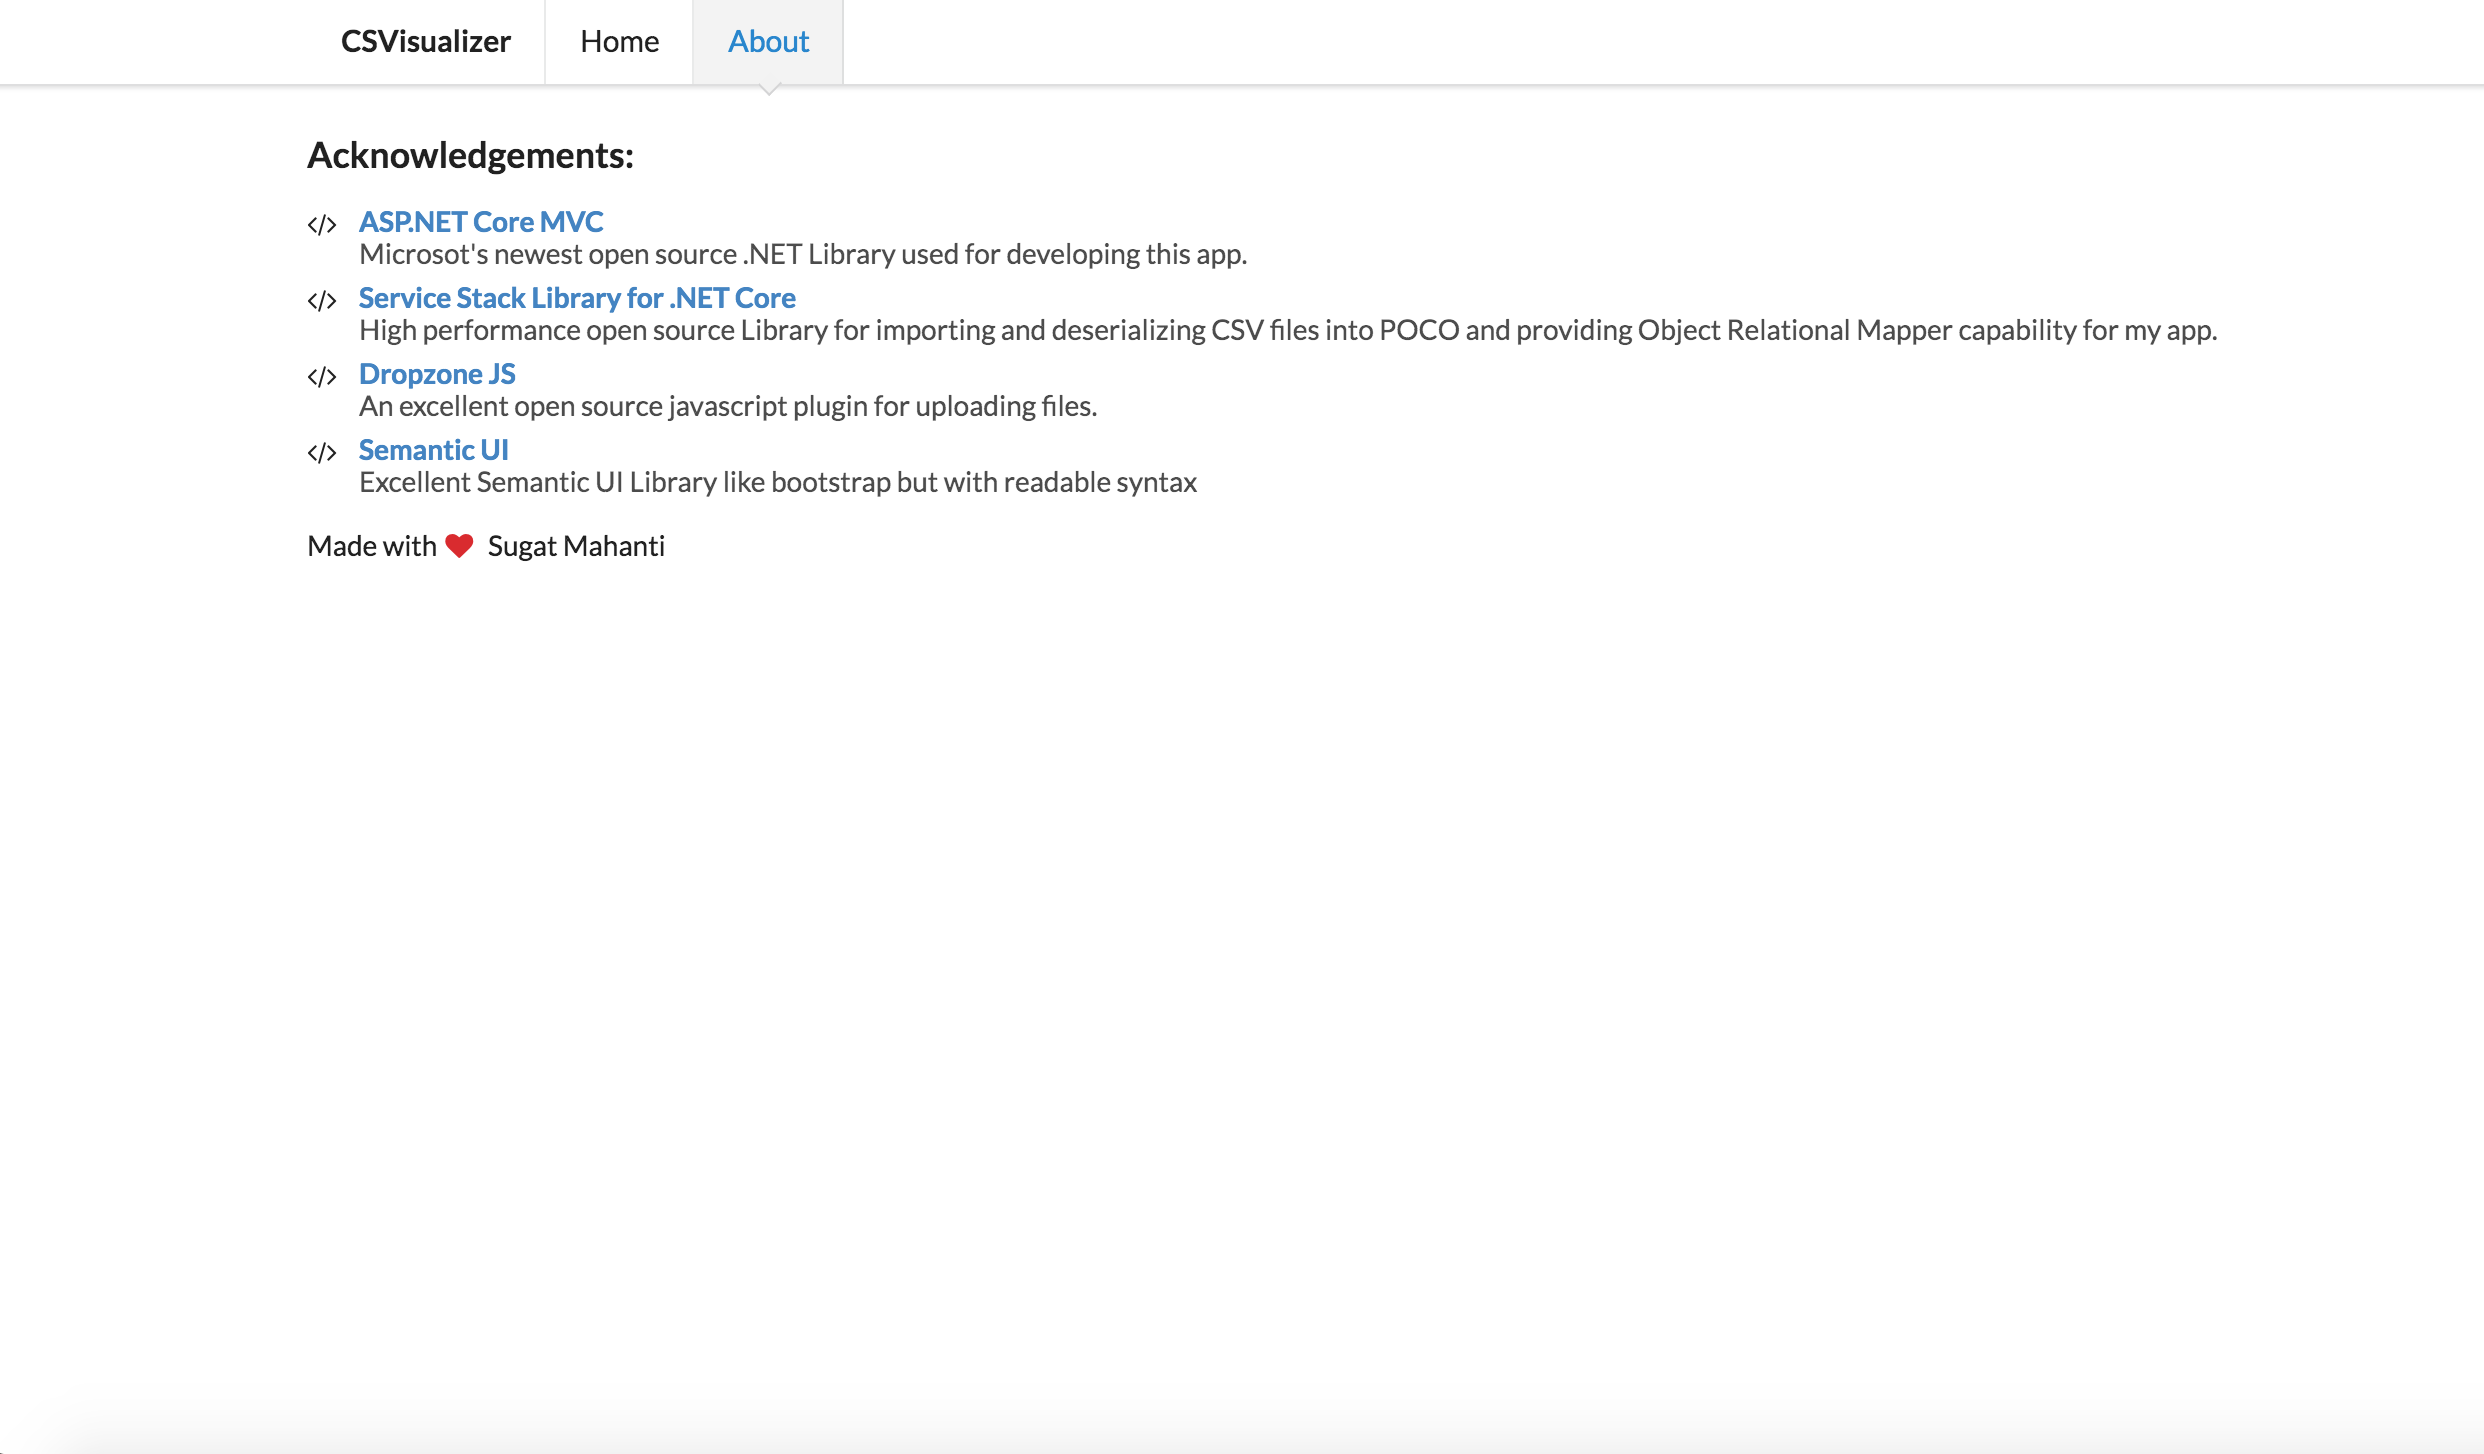 CSVisualizer Home About
Acknowledgements:
</> ASP.NET Core MVC
Microsot's newest open source .NET Library used for developing this app.
</> Service Stack Library for .NET Core
High performance open source Library for importing and deserializing CSV files into POCO and providing Object Relational Mapper capability for my app.
</> Dropzone JS
An excellent open source javascript plugin for uploading files.
</> Semantic UI
Excellent Semantic UI Library like bootstrap but with readable syntax
Made with ❤ Sugat Mahanti